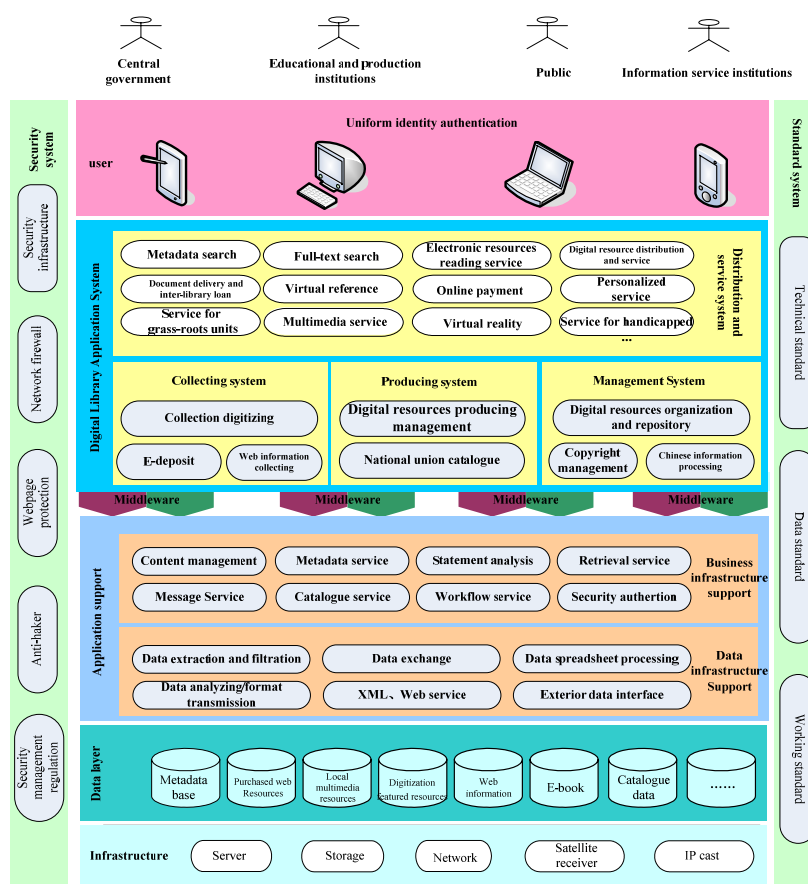 Central
government
Educational and production
institutions
Public
Information service institutions
Security
system
Security
infrastructure
Network firewall
Webpage
protection
Anti-haker
Security
management
regulation
Uniform identity authentication
user
Digital Library Application System
Metadata search
Full-text search
Electronic resources
reading service
Digital resource distribution
and service
Document delivery and
inter-library loan
Virtual reference
Online payment
Personalized
service
Service for
grass-roots units
Multimedia service
Virtual reality
Service for handicapped
...
Distribution and
service system
Collecting system
Collection digitizing
E-deposit
Web information
collecting
Producing system
Digital resources producing
management
National union catalogue
Management System
Digital resources organization
and repository
Copyright
management
Chinese information
processing
Middleware
Middleware
Middleware
Middleware
Application support
Content management
Metadata service
Statement analysis
Retrieval service
Message Service
Catalogue service
Workflow service
Security authertion
Business
infrastructure
support
Data extraction and filtration
Data exchange
Data spreadsheet processing
Data analyzing/format
transmission
XML、Web service
Exterior data interface
Data
infrastructure
Support
Data layer
Metadata
base
Purchased web
Resources
Local
multimedia
resources
Digitization
featured resources
Web
information
E-book
Catalogue
data
……
Infrastructure
Server
Storage
Network
Satellite
receiver
IP cast
Standard system
Technical standard
Data standard
Working standard